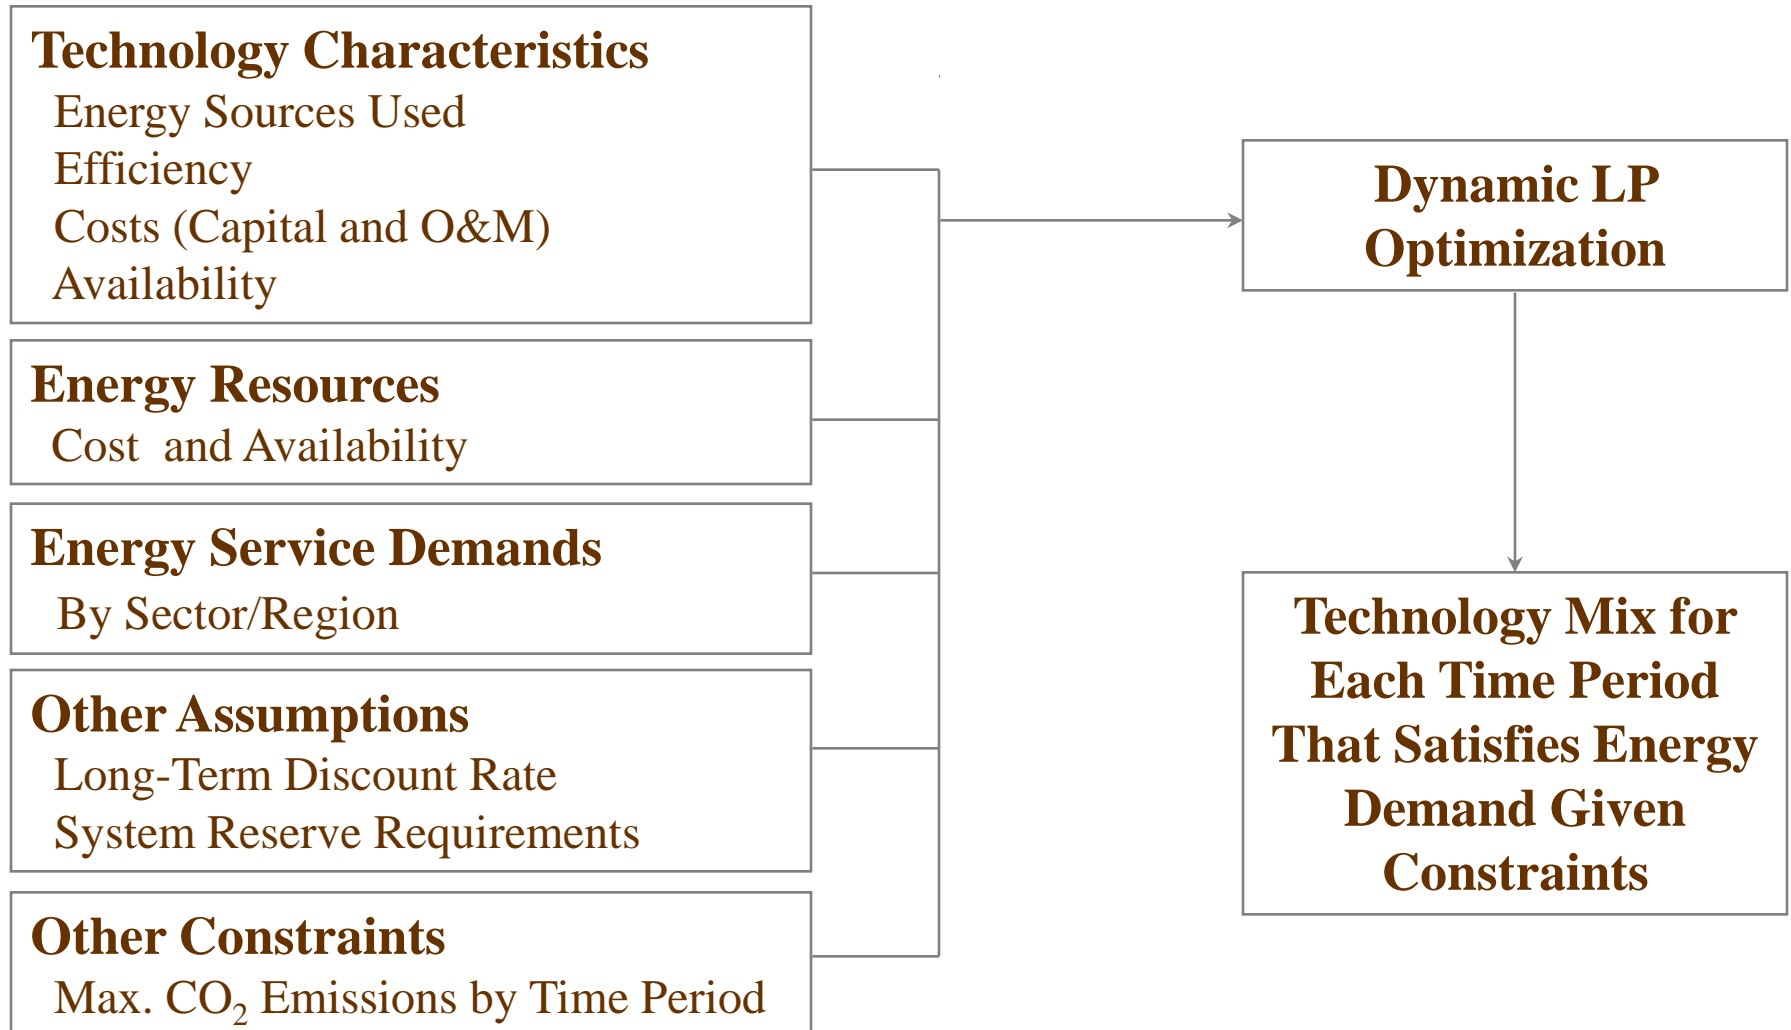 Technology Characteristics
Energy Sources Used
Efficiency
Costs (Capital and O&M)
Availability
Energy Resources
Cost and Availability
Energy Service Demands
By Sector/Region
Other Assumptions
Long-Term Discount Rate
System Reserve Requirements
Other Constraints
Max. CO₂ Emissions by Time Period
Dynamic LP
Optimization
Technology Mix for
Each Time Period
That Satisfies Energy
Demand Given
Constraints